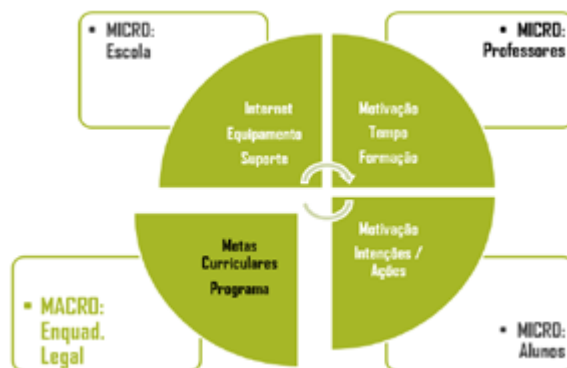 • MICRO:
Escola
• MICRO:
Professores
Internet
Equipamento
Suporte
Motivação
Tempo
Formação
Metas
Curriculares
Programa
Motivação
Intenções /
Ações
• MACRO:
Enquad.
Legal
• MICRO:
Alunos